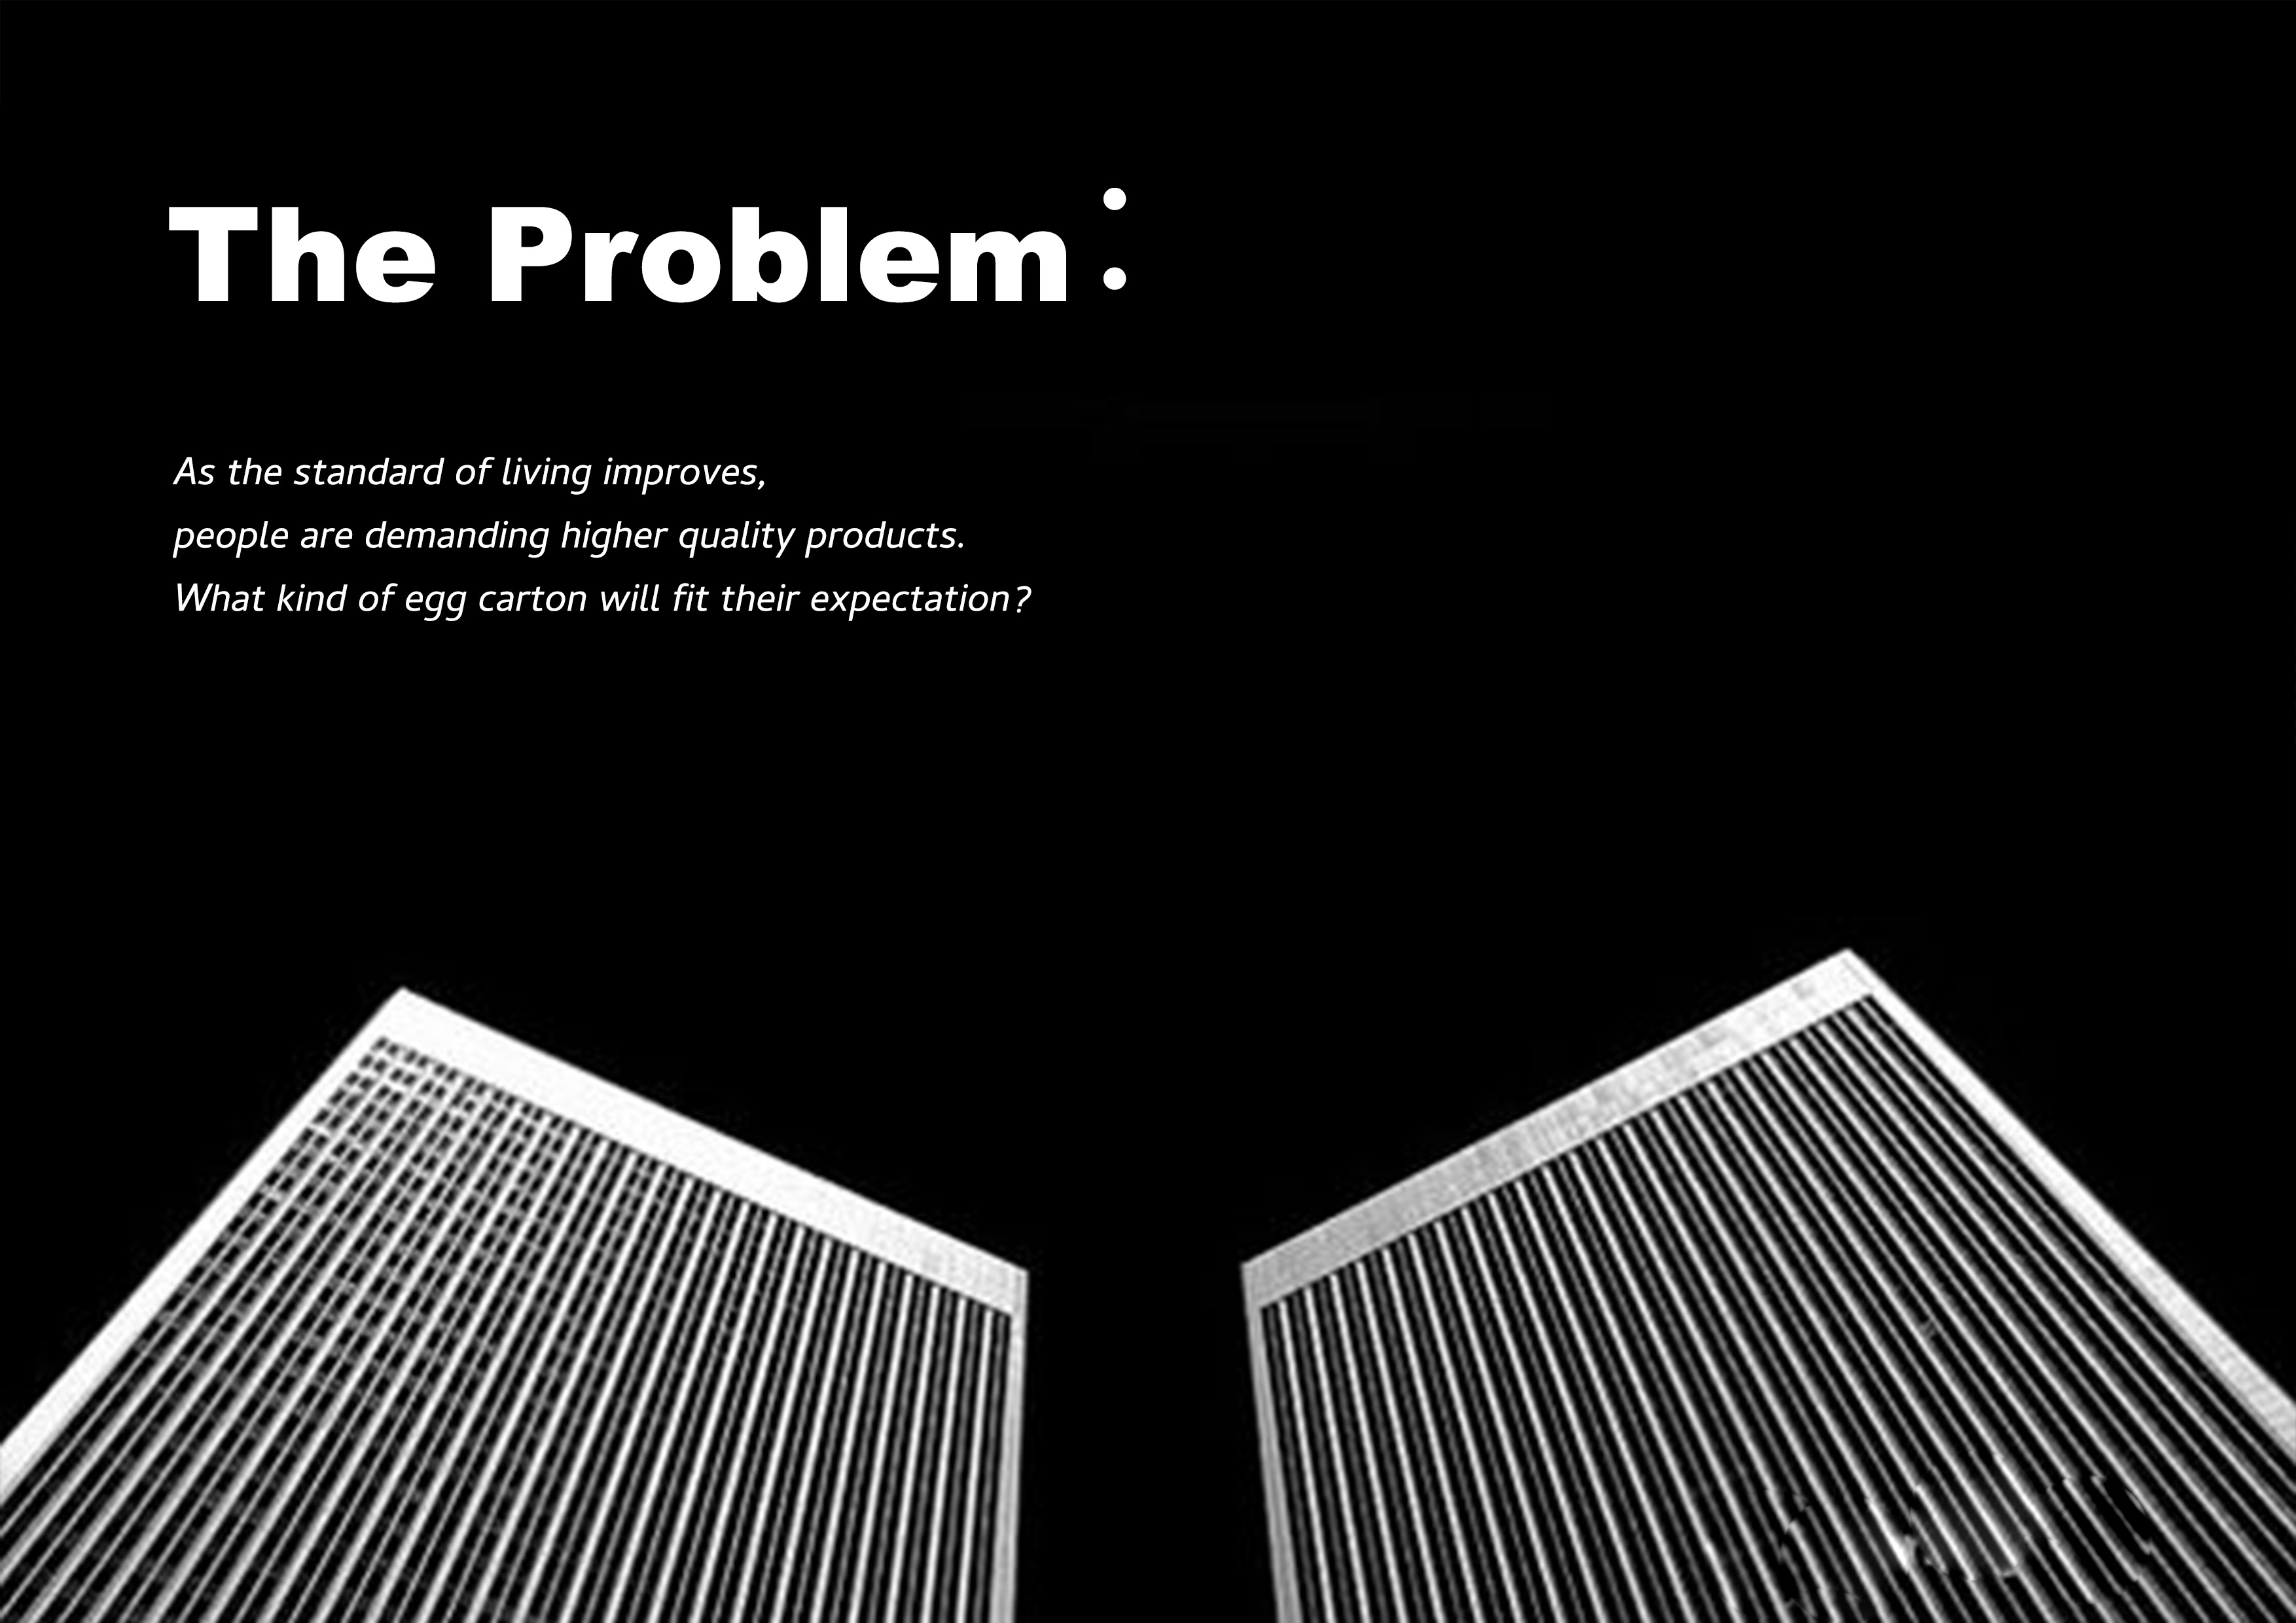 The Problem:
As the standard of living improves,
people are demanding higher quality products.
What kind of egg carton will fit their expectation?